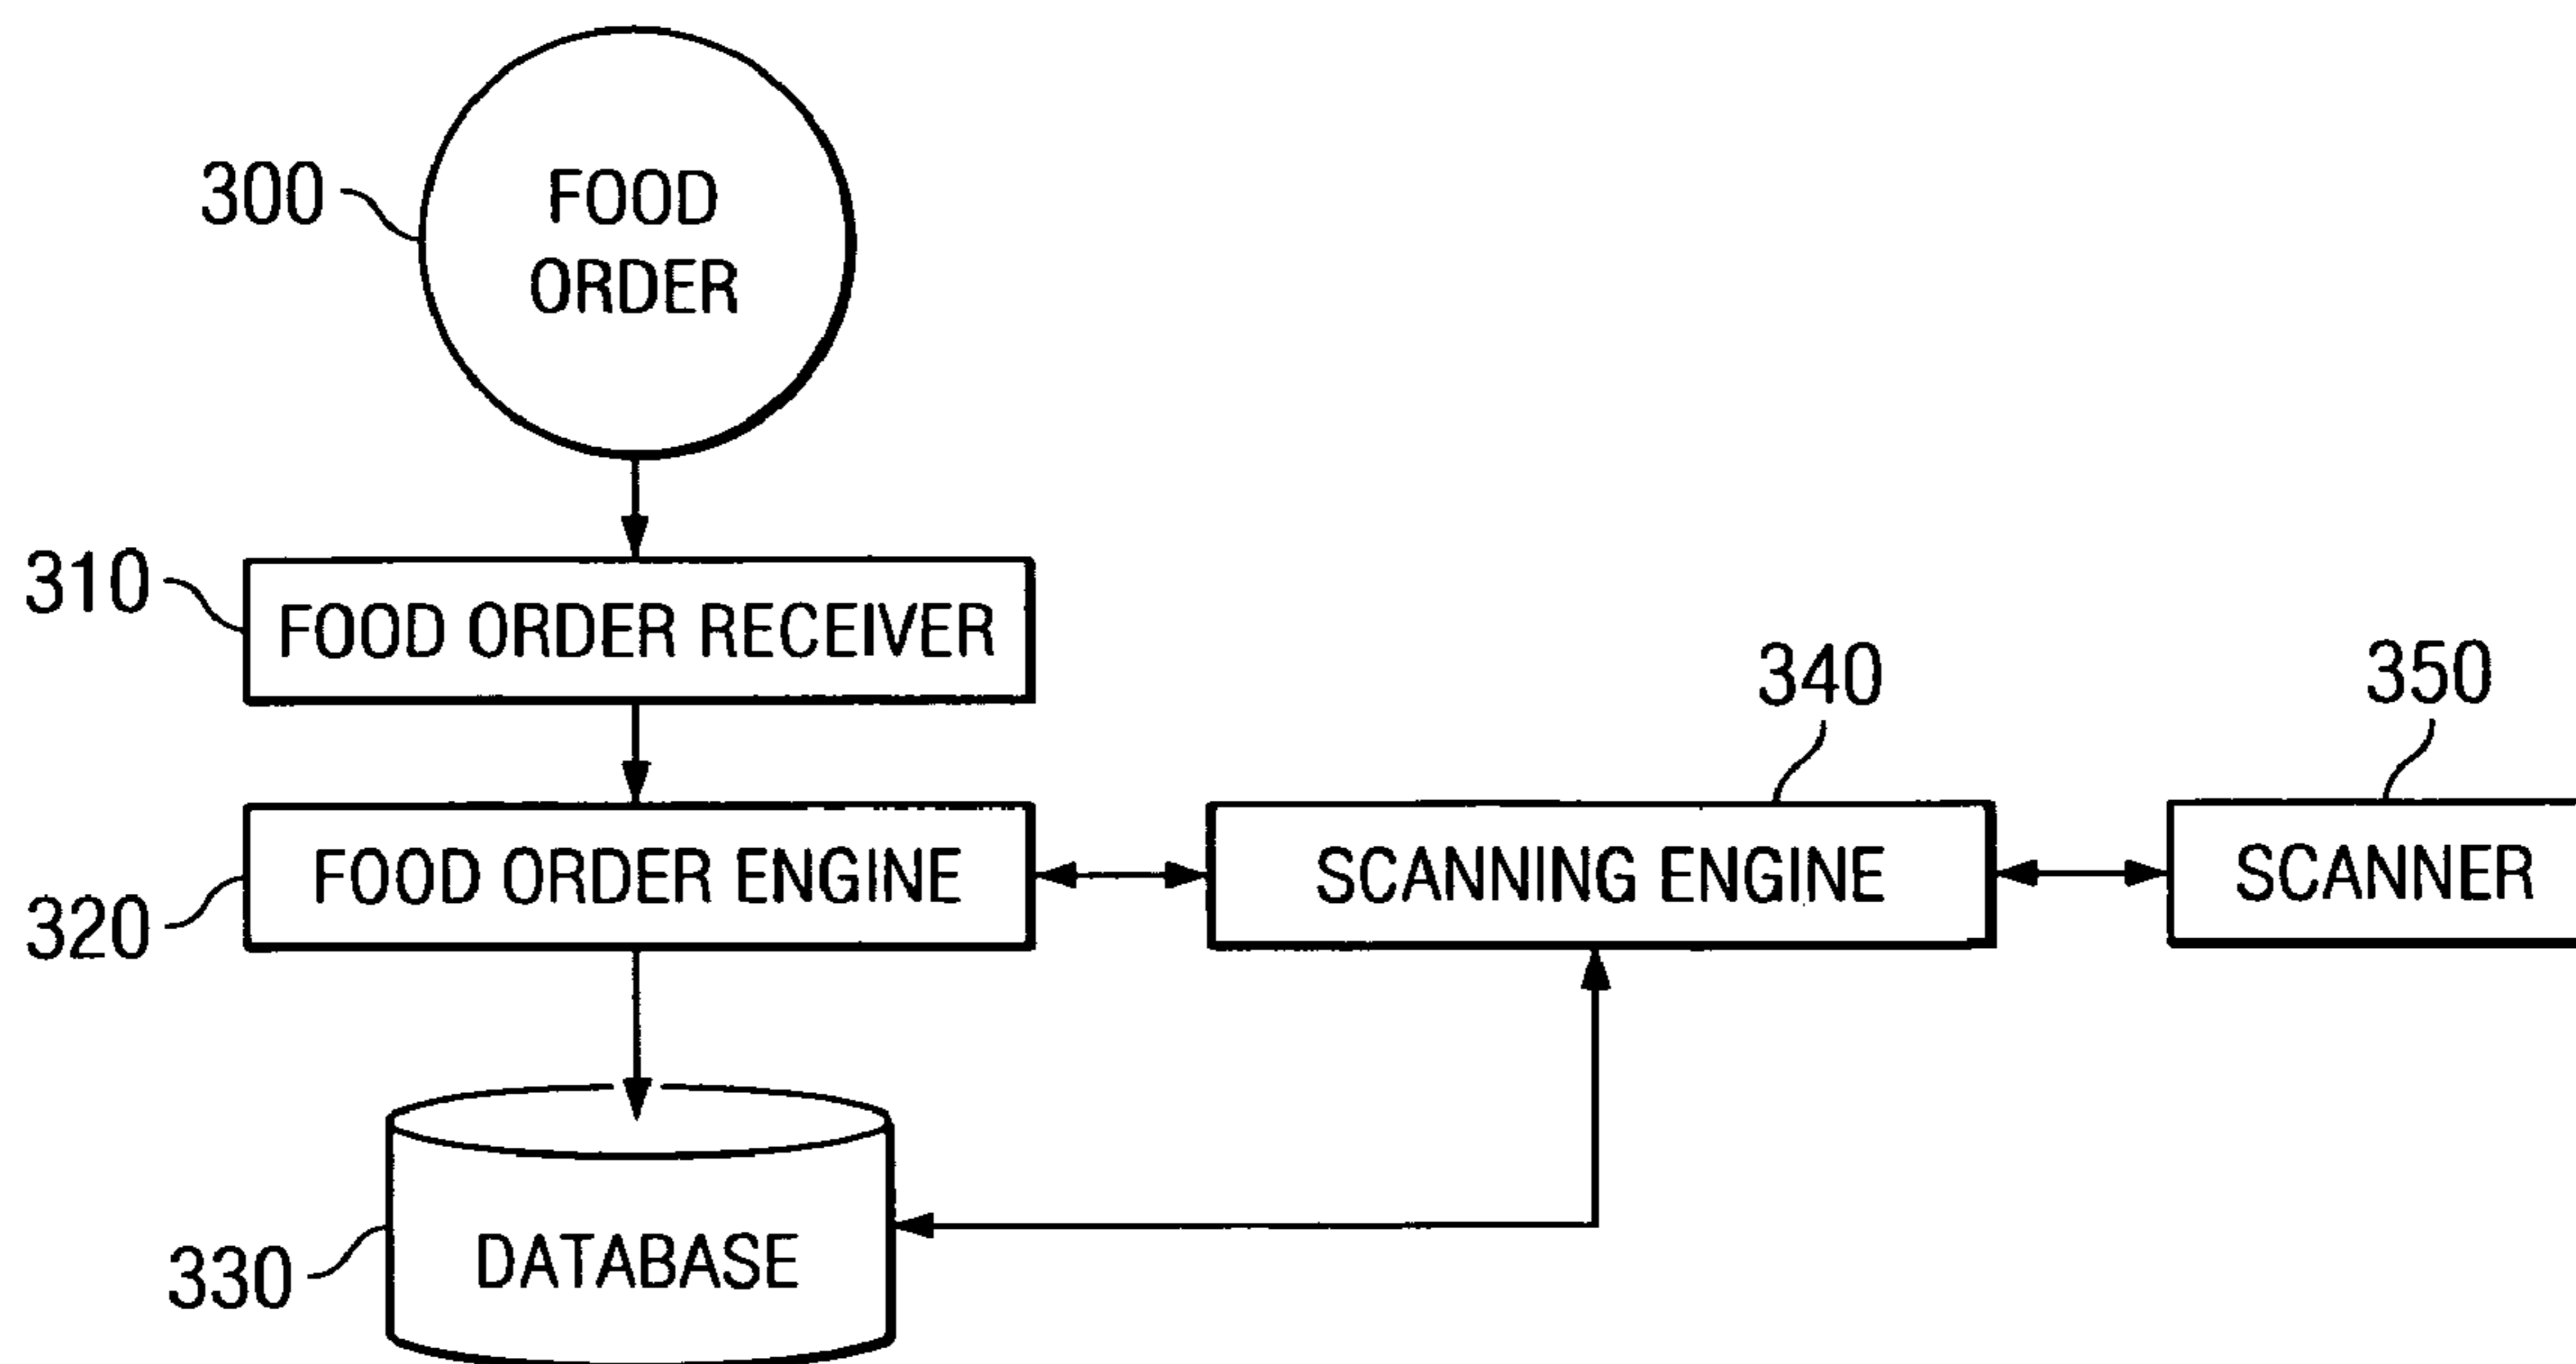 300
FOOD
ORDER
310
FOOD ORDER RECEIVER
340
350
320
FOOD ORDER ENGINE
SCANNING ENGINE
SCANNER
330
DATABASE